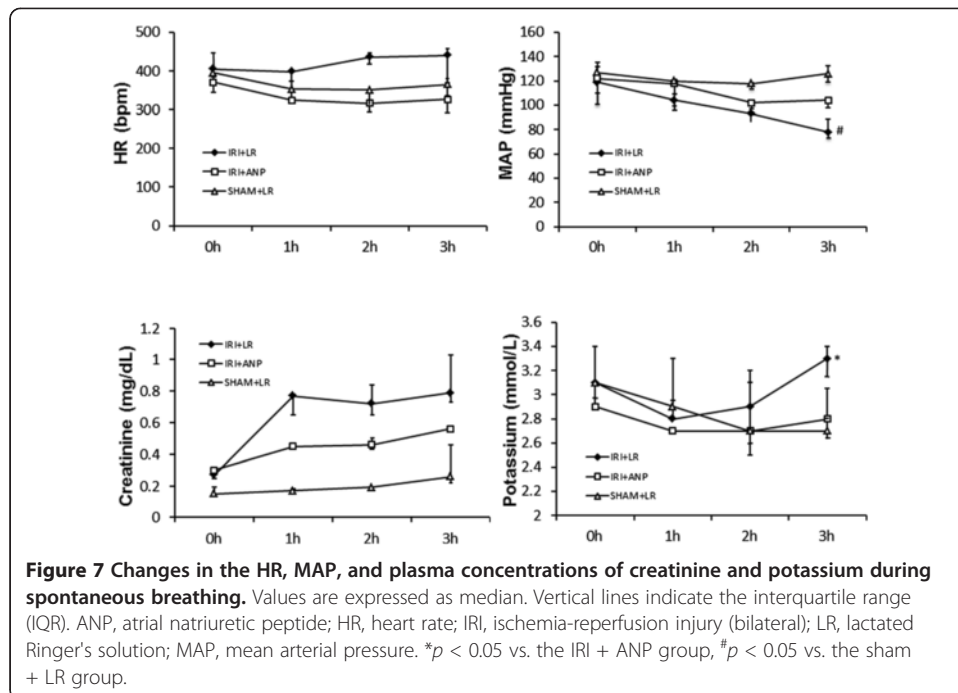 500
400
300
200
100
0
HR (bpm)
IRI+LR
IRI+ANP
SHAM+LR
0h 1h 2h 3h
160
140
120
100
80
60
40
20
0
MAP (mmHg)
#
IRI+LR
IRI+ANP
SHAM+LR
0h 1h 2h 3h
1.2
1
0.8
0.6
0.4
0.2
0
Creatinine (mg/dL)
IRI+LR
IRI+ANP
SHAM+LR
0h 1h 2h 3h
3.6
3.4
3.2
3
2.8
2.6
2.4
2.2
2
Potassium (mmol/L)
*
IRI+LR
IRI+ANP
SHAM+LR
0h 1h 2h 3h
Figure 7 Changes in the HR, MAP, and plasma concentrations of creatinine and potassium during
spontaneous breathing. Values are expressed as median. Vertical lines indicate the interquartile range
(IQR). ANP, atrial natriuretic peptide; HR, heart rate; IRI, ischemia-reperfusion injury (bilateral); LR, lactated
Ringer's solution; MAP, mean arterial pressure. *p < 0.05 vs. the IRI + ANP group, #p < 0.05 vs. the sham
+ LR group.